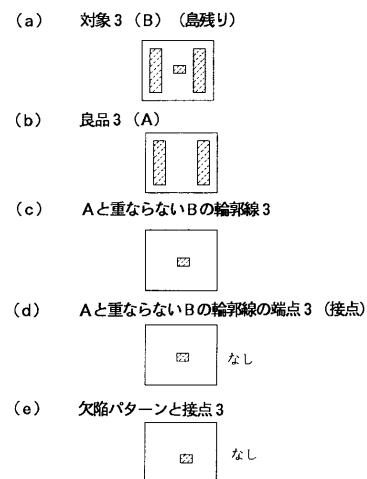 (a) 対象3(B)(島残り)
(b) 良品3(A)
(c) Aと重ならないBの輪郭線3
(d) Aと重ならないBの輪郭線の端点3(接点)
なし
(e) 欠陥パターンと接点3
なし